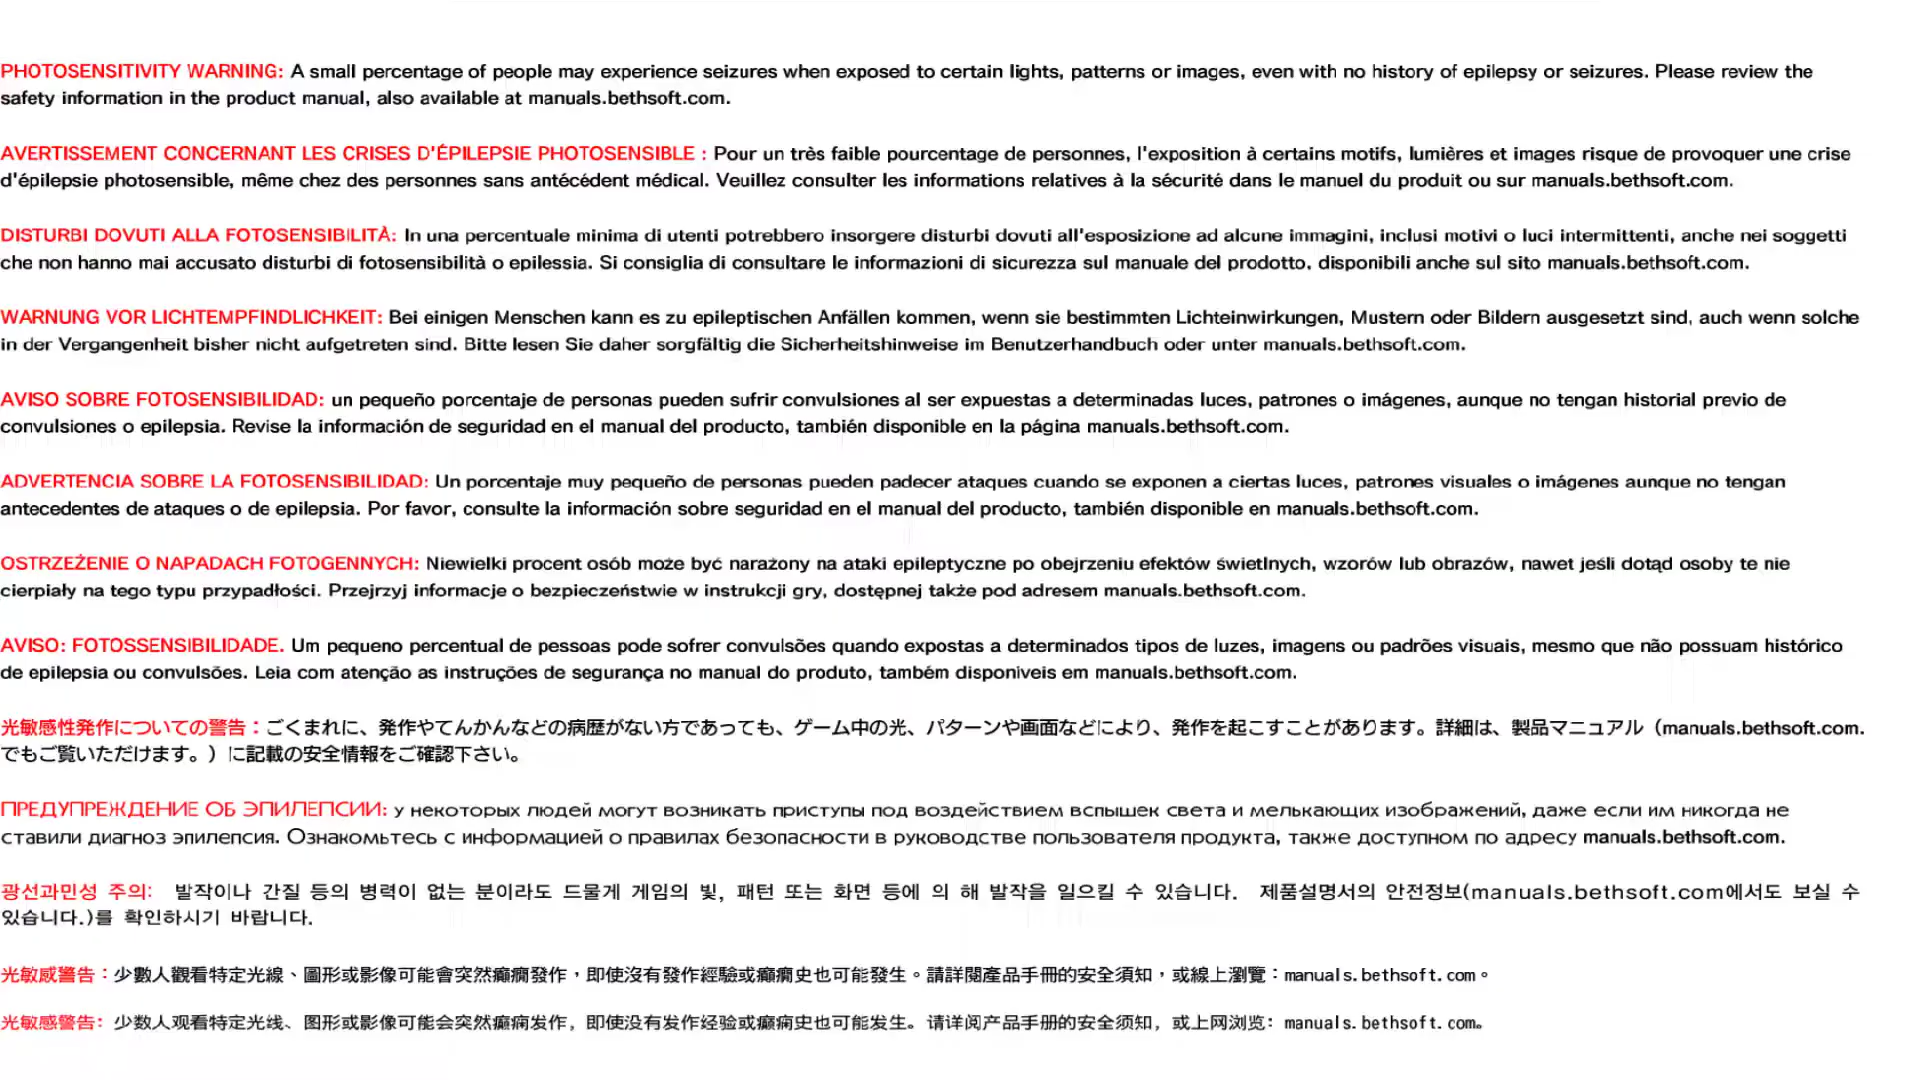 PHOTOSENSITIVITY WARNING: A small percentage of people may experience seizures when exposed to certain lights, patterns or images, even with no history of epilepsy or seizures. Please review the
safety information in the product manual, also available at manuals.bethsoft.com.
AVERTISSEMENT CONCERNANT LES CRISES D'ÉPILEPSIE PHOTOSENSIBLE : Pour un très faible pourcentage de personnes, l'exposition à certains motifs, lumières et images risque de provoquer une crise
d'épilepsie photosensible, même chez des personnes sans antécédent médical. Veuillez consulter les informations relatives à la sécurité dans le manuel du produit ou sur manuals.bethsoft.com.
DISTURBI DOVUTI ALLA FOTOSENSIBILITÀ: In una percentuale minima di utenti potrebbero insorgere disturbi dovuti all'esposizione ad alcune immagini, inclusi motivi o luci intermittenti, anche nei soggetti
che non hanno mai accusato disturbi di fotosensibilità o epilessia. Si consiglia di consultare le informazioni di sicurezza sul manuale del prodotto, disponibili anche sul sito manuals.bethsoft.com.
WARNUNG VOR LICHTEMPFINDLICHKEIT: Bei einigen Menschen kann es zu epileptischen Anfällen kommen, wenn sie bestimmten Lichteinwirkungen, Mustern oder Bildern ausgesetzt sind, auch wenn solche
in der Vergangenheit bisher nicht aufgetreten sind. Bitte lesen Sie daher sorgfältig die Sicherheitshinweise im Benutzerhandbuch oder unter manuals.bethsoft.com.
AVISO SOBRE FOTOSENSIBILIDAD: un pequeño porcentaje de personas pueden sufrir convulsiones al ser expuestas a determinadas luces, patrones o imágenes, aunque no tengan historial previo de
convulsiones o epilepsia. Revise la información de seguridad en el manual del producto, también disponible en la página manuals.bethsoft.com.
ADVERTENCIA SOBRE LA FOTOSENSIBILIDAD: Un porcentaje muy pequeño de personas pueden padecer ataques cuando se exponen a ciertas luces, patrones visuales o imágenes aunque no tengan
antecedentes de ataques o de epilepsia. Por favor, consulte la información sobre seguridad en el manual del producto, también disponible en manuals.bethsoft.com.
OSTRZEŻENIE O NAPADACH FOTOGENNYCH: Niewielki procent osób może być narażony na ataki epileptyczne po obejrzeniu efektów świetlnych, wzorów lub obrazów, nawet jeśli dotąd osoby te nie
cierpiały na tego typu przypadłości. Przejrzyj informacje o bezpieczeństwie w instrukcji gry, dostępnej także pod adresem manuals.bethsoft.com.
AVISO: FOTOSSENSIBILIDADE. Um pequeno percentual de pessoas pode sofrer convulsões quando expostas a determinados tipos de luzes, imagens ou padrões visuais, mesmo que não possuam histórico
de epilepsia ou convulsões. Leia com atenção as instruções de segurança no manual do produto, também disponíveis em manuals.bethsoft.com.
光敏感性発作についての警告：ごくまれに、発作やてんかんなどの病歴がない方であっても、ゲーム中の光、パターンや画面などにより、発作を起こすことがあります。詳細は、製品マニュアル（manuals.bethsoft.com.
でもご覧いただけます。）に記載の安全情報をご確認下さい。
ПРЕДУПРЕЖДЕНИЕ ОБ ЭПИЛЕПСИИ: у некоторых людей могут возникать приступы под воздействием вспышек света и мелькающих изображений, даже если им никогда не
ставили диагноз эпилепсия. Ознакомьтесь с информацией о правилах безопасности в руководстве пользователя продукта, также доступном по адресу manuals.bethsoft.com.
광선과민성 주의: 발작이나 간질 등의 병력이 없는 분이라도 드물게 게임의 빛, 패턴 또는 화면 등에 의 해 발작을 일으킬 수 있습니다. 제품설명서의 안전정보(manuals.bethsoft.com에서도 보실 수
있습니다.)를 확인하시기 바랍니다.
光敏感警告：少數人觀看特定光線、圖形或影像可能會突然癲癇發作，即使沒有發作經驗或癲癇史也可能發生。請詳閱產品手冊的安全須知，或線上瀏覽：manuals.bethsoft.com。
光敏感警告：少数人观看特定光线、图形或影像可能会突然癫痫发作，即使没有发作经验或癫痫史也可能发生。请详阅产品手册的安全须知，或上网浏览：manuals.bethsoft.com。